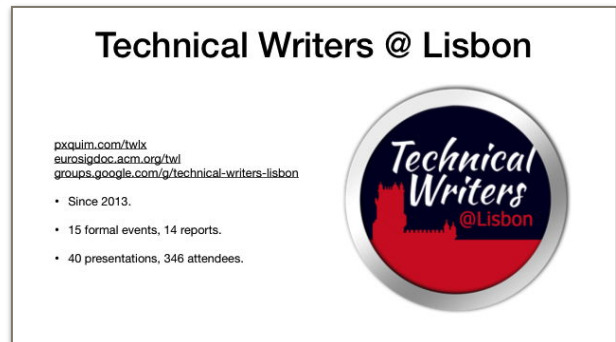 Technical Writers @ Lisbon
pxquim.com/twlx
eurosigdoc.acm.org/twl
groups.google.com/g/technical-writers-lisbon
• Since 2013.
• 15 formal events, 14 reports.
• 40 presentations, 346 attendees.
Technical
Writers
@Lisbon